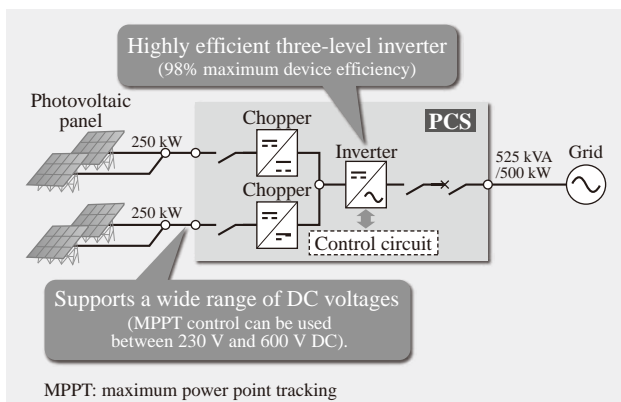 Highly efficient three-level inverter
(98% maximum device efficiency)
Photovoltaic
panel
250 kW
Chopper
PCS
Inverter
525 kVA
/500 kW
Grid
250 kW
Chopper
Control circuit
Supports a wide range of DC voltages
(MPPT control can be used
between 230 V and 600 V DC).
MPPT: maximum power point tracking